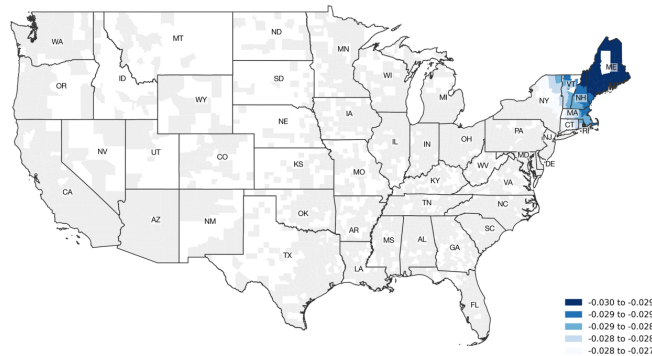 WA
MT
ND
MN
ME
OR
ID
SD
WI
MI
VT
NH
NY
MA
CT
RI
WY
NE
IA
PA
NJ
NV
UT
CO
KS
IL
IN
OH
MD
DE
WV
VA
MO
KY
CA
AZ
NM
OK
AR
TN
NC
SC
TX
LA
MS
AL
GA
FL
-0.030 to -0.029
-0.029 to -0.029
-0.029 to -0.028
-0.028 to -0.028
-0.028 to -0.027